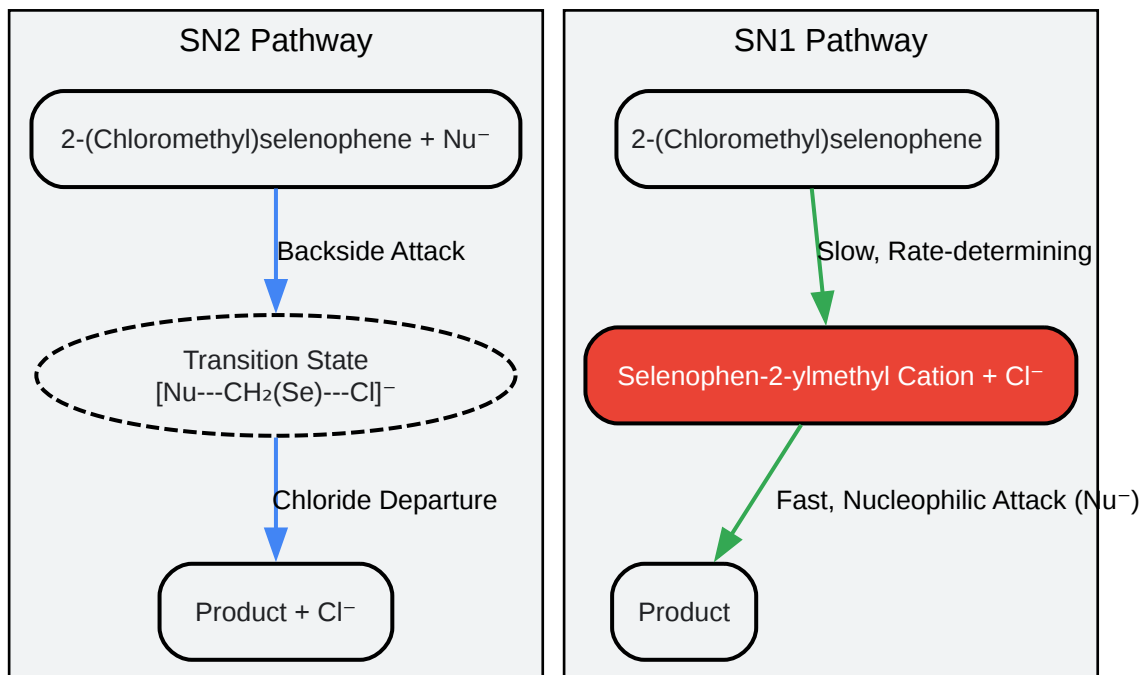 SN2 Pathway
2-(Chloromethyl)selenophene + Nu⁻
Backside Attack
Transition State
[Nu---CH₂(Se)---Cl]⁻
Chloride Departure
Product + Cl⁻
SN1 Pathway
2-(Chloromethyl)selenophene
Slow, Rate-determining
Selenophen-2-ylmethyl Cation + Cl⁻
Fast, Nucleophilic Attack (Nu⁻)
Product